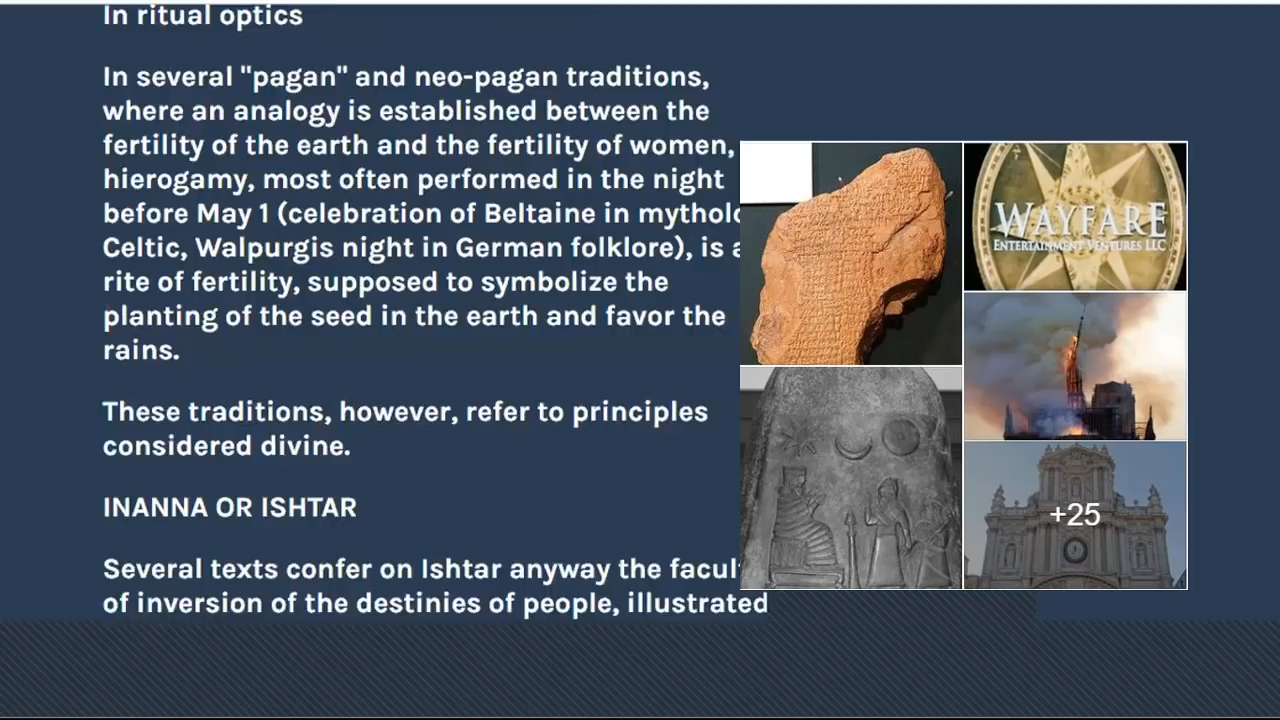 In ritual optics
In several "pagan" and neo-pagan traditions,
where an analogy is established between the
fertility of the earth and the fertility of women,
hierogamy, most often performed in the night
before May 1 (celebration of Beltaine in
Celtic, Walpurgis night in German folklore), is
rite of fertility, supposed to symbolize the
planting of the seed in the earth and favor the
rains.
These traditions, however, refer to principles
considered divine.
INANNA OR ISHTAR
Several texts confer on Ishtar anyway the
of inversion of the destinies of people, illustrated
WAYFARE
ENTERTAINMENT VENTURES LLC
+25